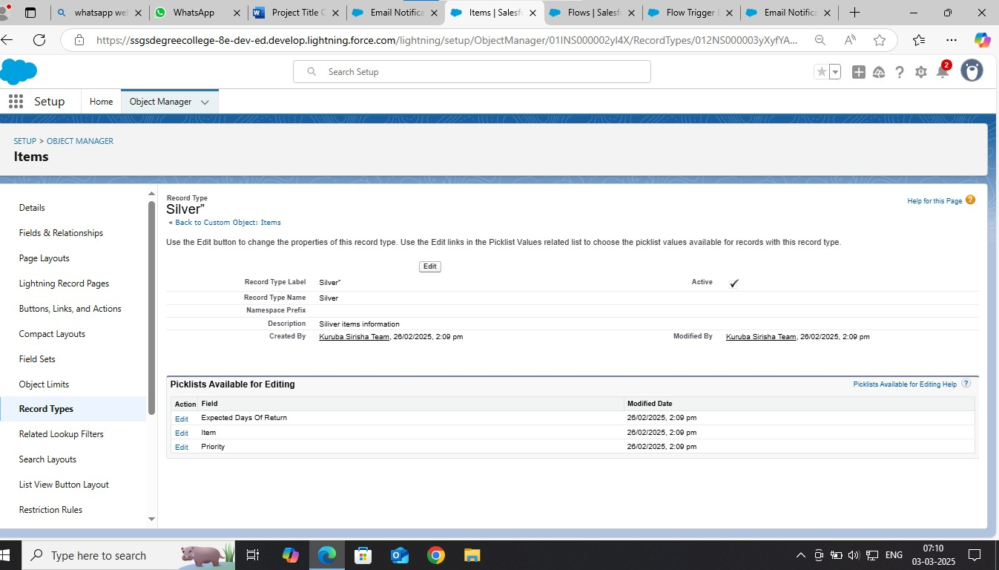 whatsapp wel
WhatsApp
Project Title C
Email Notifica
Items | Salesf
Flows | Salesf
Flow Trigger
Email Notifica
https://ssgsdegreecollege-8e-dev-ed.develop.lightning.force.com/lightning/setup/ObjectManager/01INS000002yI4X/RecordTypes/012NS000003yXyfYA...
Search Setup
2
Setup
Home
Object Manager
SETUP > OBJECT MANAGER
Items
Details
Fields & Relationships
Page Layouts
Lightning Record Pages
Buttons, Links, and Actions
Compact Layouts
Field Sets
Object Limits
Record Types
Related Lookup Filters
Search Layouts
List View Button Layout
Restriction Rules
Record Type
Silver”
« Back to Custom Object: Items
Help for this Page ?
Use the Edit button to change the properties of this record type. Use the Edit links in the Picklist Values related list to choose the picklist values available for records with this record type.
Edit
Record Type Label Silver” Active ✓
Record Type Name Silver
Namespace Prefix
Description Siliver items information
Created By Kuruba Sirisha Team, 26/02/2025, 2:09 pm Modified By Kuruba Sirisha Team, 26/02/2025, 2:09 pm
Picklists Available for Editing Picklists Available for Editing Help ?
Action Field Modified Date
Edit Expected Days Of Return 26/02/2025, 2:09 pm
Edit Item 26/02/2025, 2:09 pm
Edit Priority 26/02/2025, 2:09 pm
Type here to search
ENG
07:10
03-03-2025